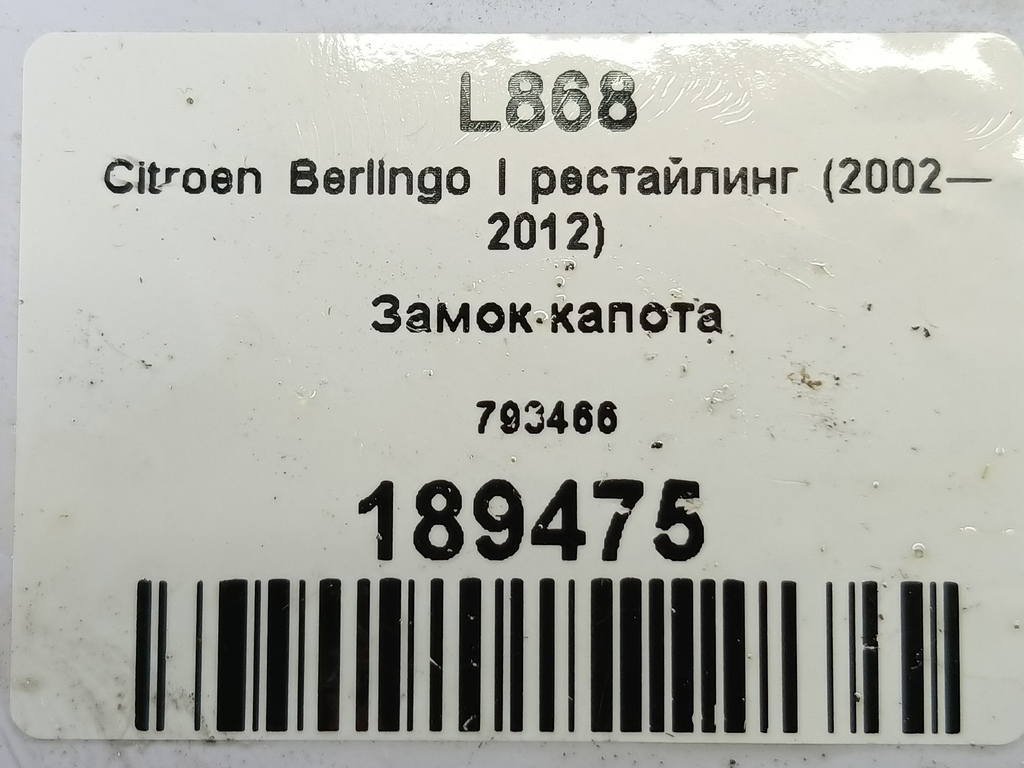 L868
Citroen Berlingo I рестайлинг (2002—
2012)
Замок капота
793466
189475